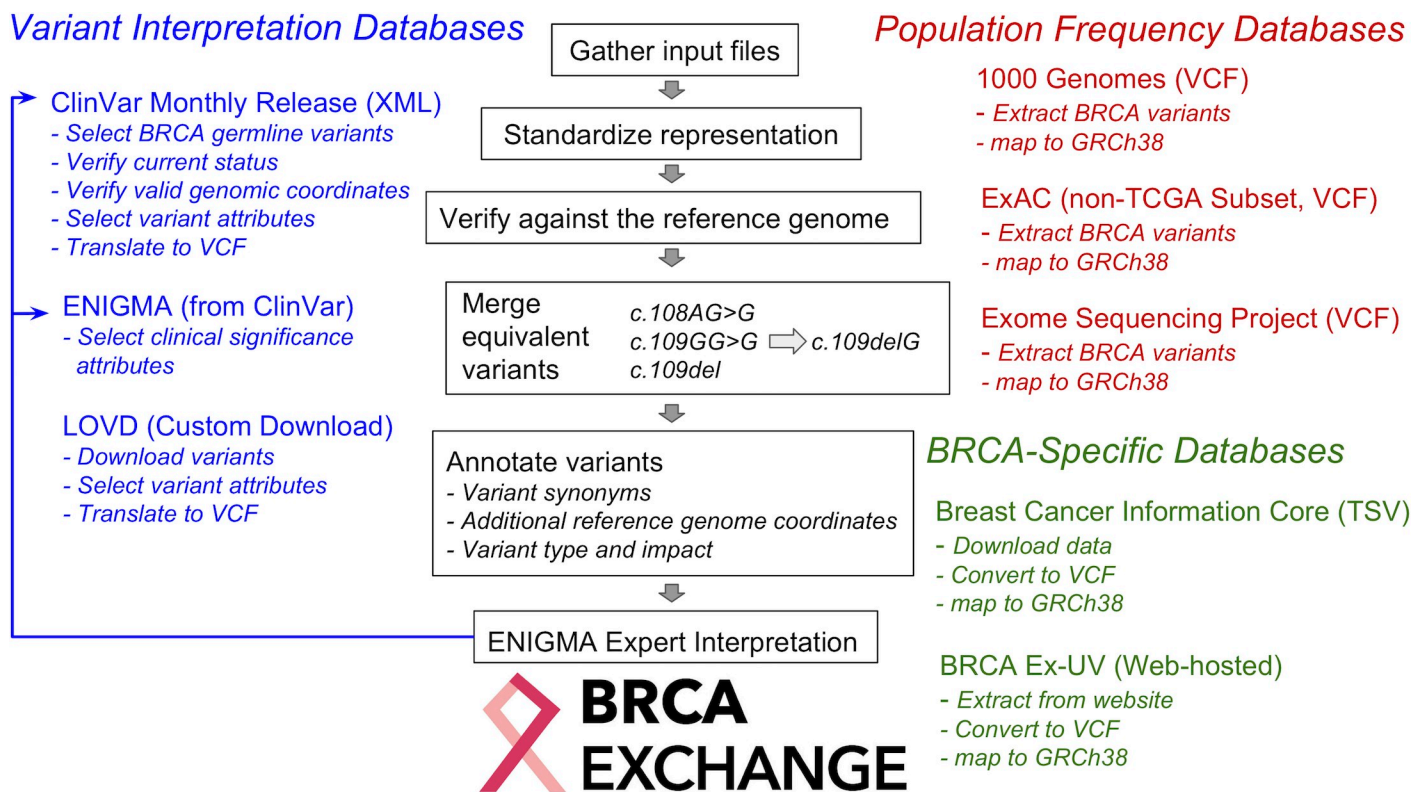 Variant Interpretation Databases
ClinVar Monthly Release (XML)
- Select BRCA germline variants
- Verify current status
- Verify valid genomic coordinates
- Select variant attributes
- Translate to VCF
ENIGMA (from ClinVar)
- Select clinical significance
attributes
LOVD (Custom Download)
- Download variants
- Select variant attributes
- Translate to VCF
Gather input files
Standardize representation
Verify against the reference genome
Merge
equivalent
variants
c.108AG>G
c.109GG>G
c.109del
c.109delG
Annotate variants
- Variant synonyms
- Additional reference genome coordinates
- Variant type and impact
ENIGMA Expert Interpretation
BRCA
EXCHANGE
Population Frequency Databases
1000 Genomes (VCF)
- Extract BRCA variants
- map to GRCh38
ExAC (non-TCGA Subset, VCF)
- Extract BRCA variants
- map to GRCh38
Exome Sequencing Project (VCF)
- Extract BRCA variants
- map to GRCh38
BRCA-Specific Databases
Breast Cancer Information Core (TSV)
- Download data
- Convert to VCF
- map to GRCh38
BRCA Ex-UV (Web-hosted)
- Extract from website
- Convert to VCF
- map to GRCh38